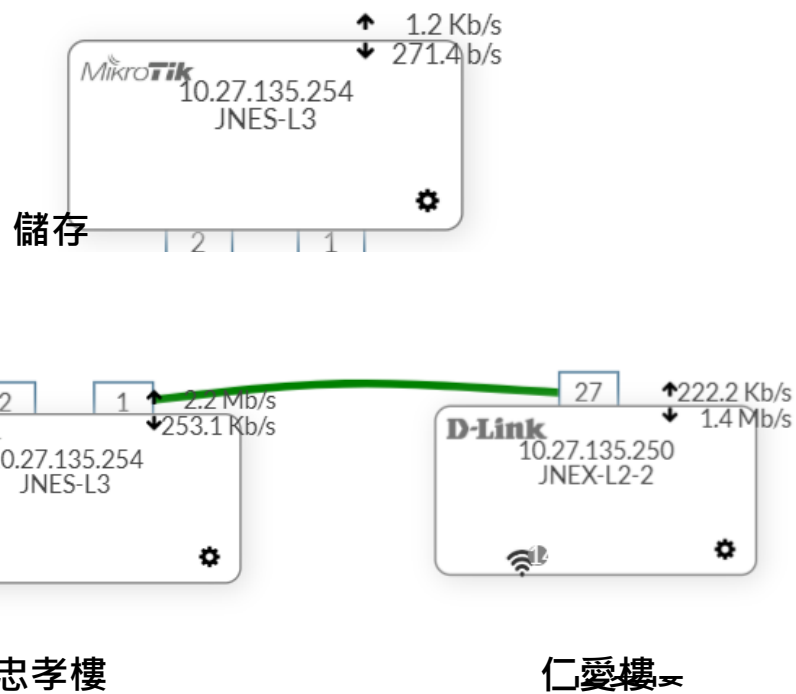 ↑ 1.2 Kb/s
↓ 271.4 b/s
MikroTik
10.27.135.254
JNES-L3
儲存
2 1
2 1 ↑ 2.2 Mb/s 27 ↑222.2 Kb/s
↓253.1 Kb/s ↓ 1.4 Mb/s
D-Link
0.27.135.254 10.27.135.250
JNES-L3 JNEX-L2-2
忠孝樓 仁愛樓